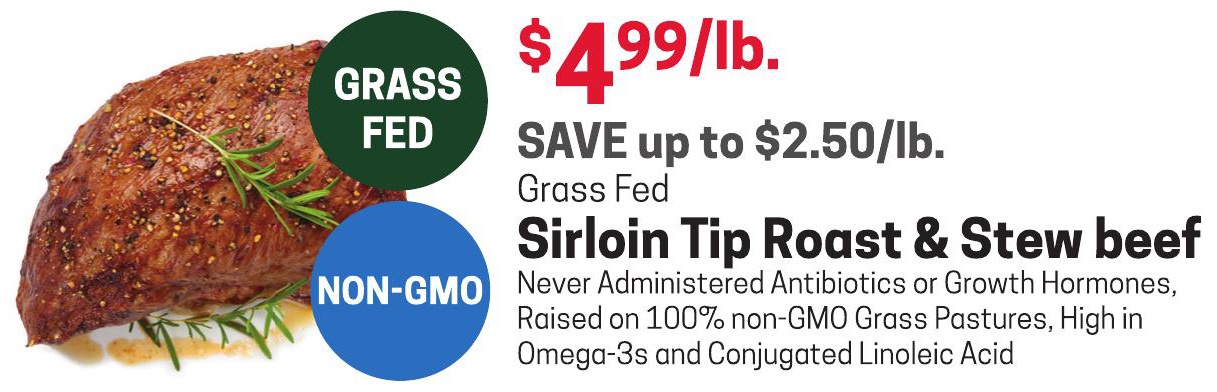 GRASS
FED
NON-GMO
$4 99/lb.
SAVE up to $2.50/lb.
Grass Fed
Sirloin Tip Roast & Stew beef
Never Administered Antibiotics or Growth Hormones,
Raised on 100% non-GMO Grass Pastures, High in
Omega-3s and Conjugated Linoleic Acid